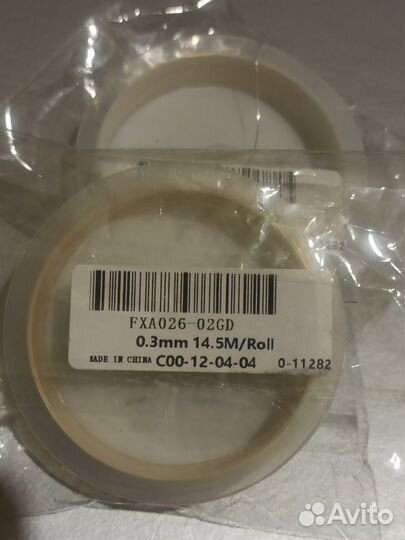 FXA026-02GD
0.3mm 14.5M/Roll
MADE IN CHINA C00-12-04-04 0-11282
Avito